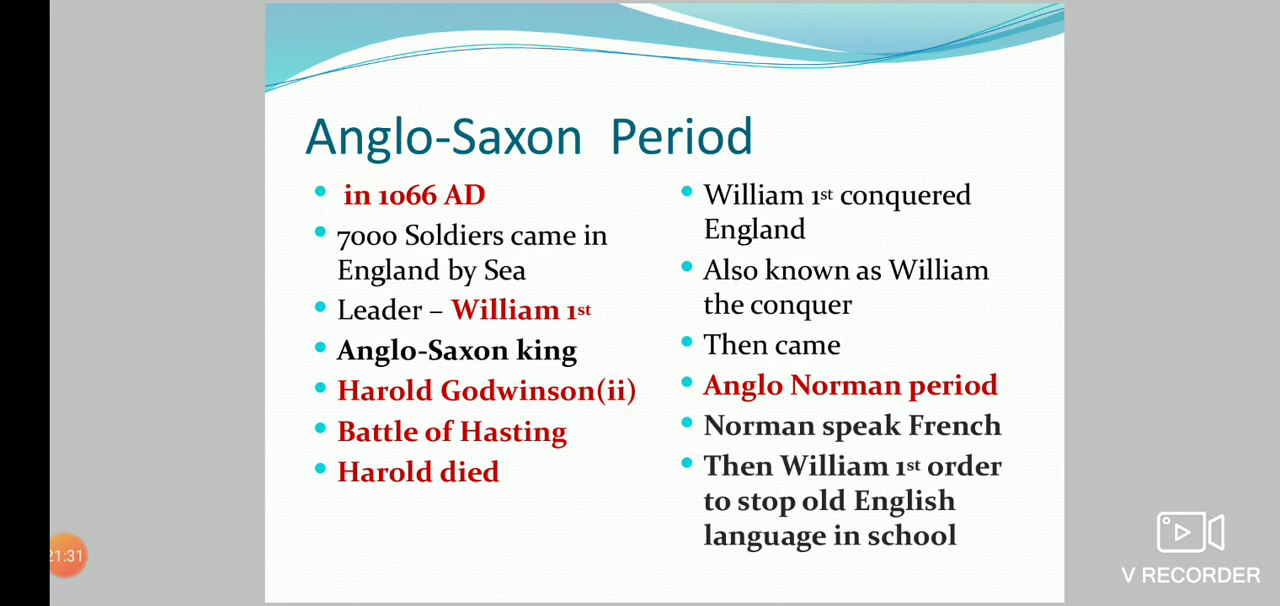 Anglo-Saxon Period
in 1066 AD
7000 Soldiers came in
England by Sea
Leader – William 1st
Anglo-Saxon king
Harold Godwinson(ii)
Battle of Hasting
Harold died
William 1st conquered
England
Also known as William
the conquer
Then came
Anglo Norman period
Norman speak French
Then William 1st order
to stop old English
language in school
21:31
V RECORDER